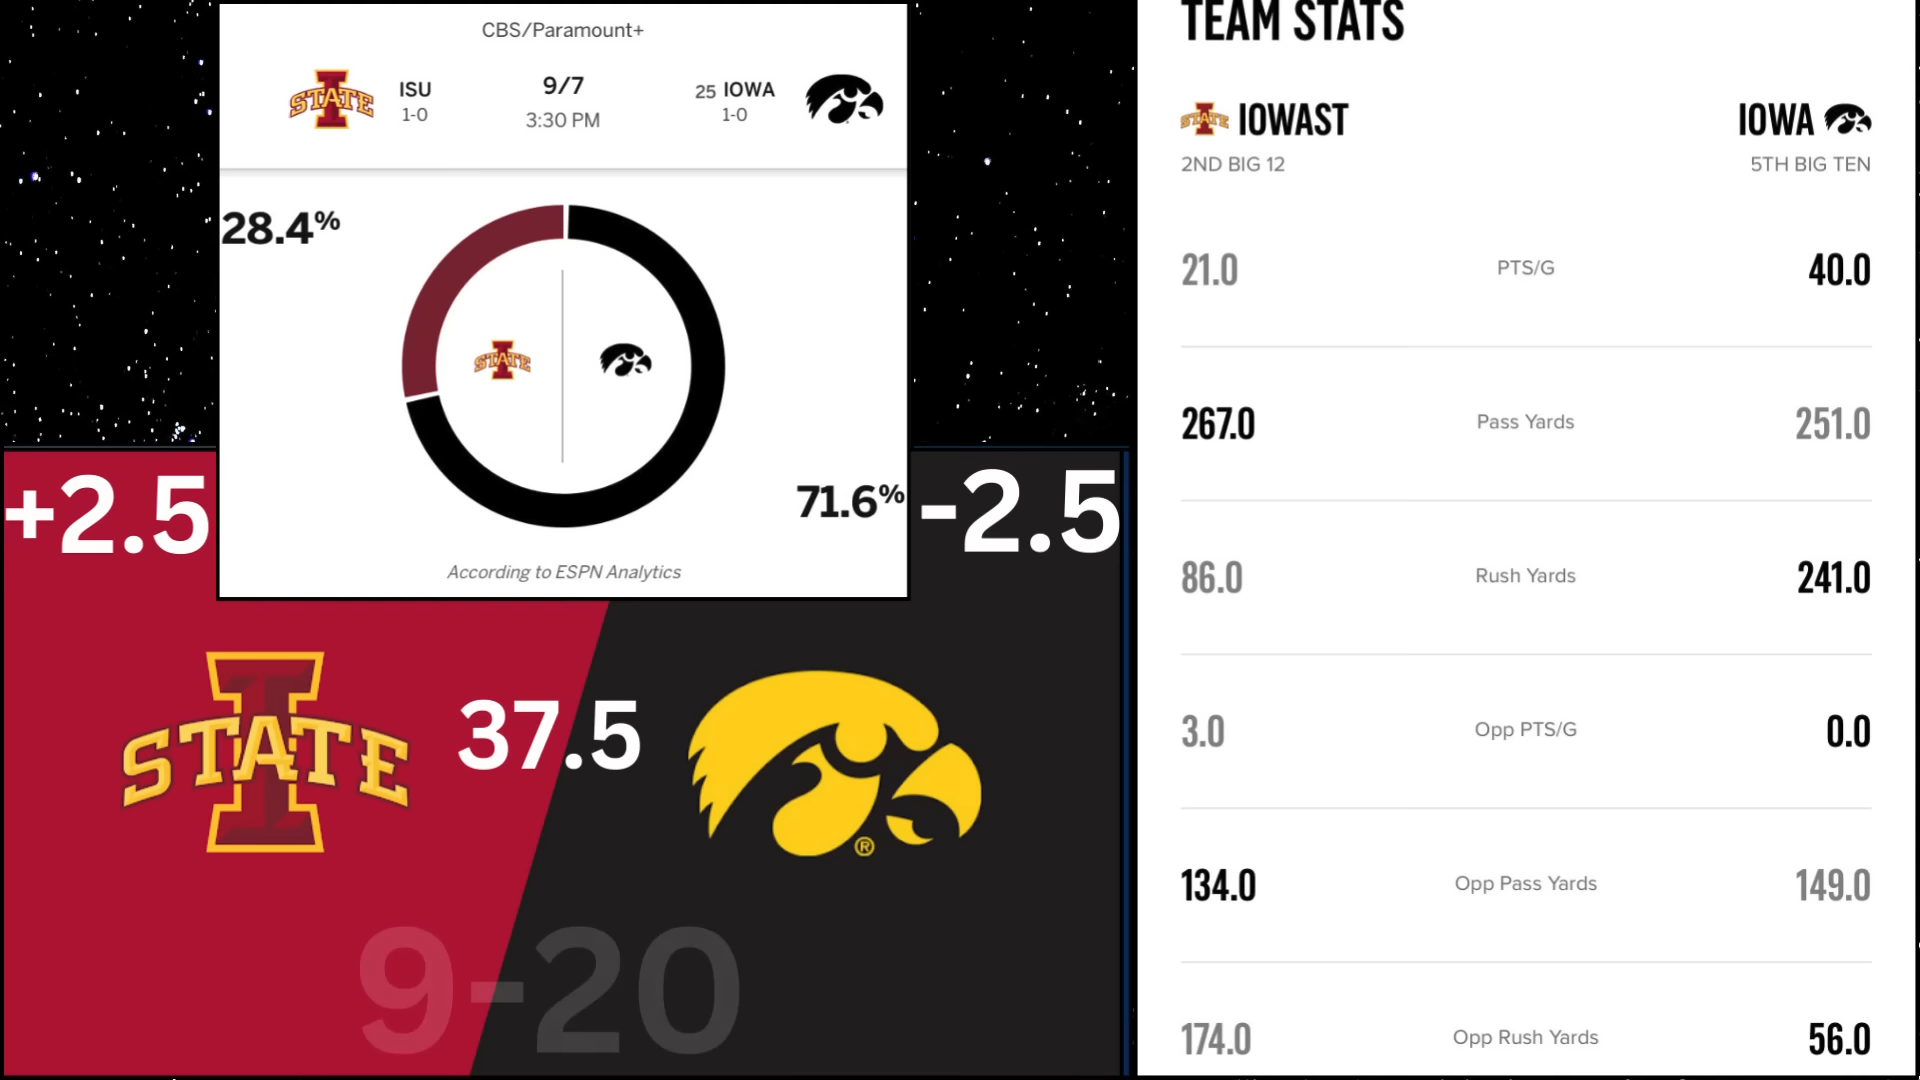 CBS/Paramount+
STATE
ISU
1-0
9/7
3:30 PM
25 IOWA
1-0
28.4%
STATE
71.6%
According to ESPN Analytics
+2.5
-2.5
STATE
37.5
®
9-20
TEAM STATS
STATE IOWAST
IOWA
2ND BIG 12
5TH BIG TEN
21.0 PTS/G 40.0
267.0 Pass Yards 251.0
86.0 Rush Yards 241.0
3.0 Opp PTS/G 0.0
134.0 Opp Pass Yards 149.0
174.0 Opp Rush Yards 56.0